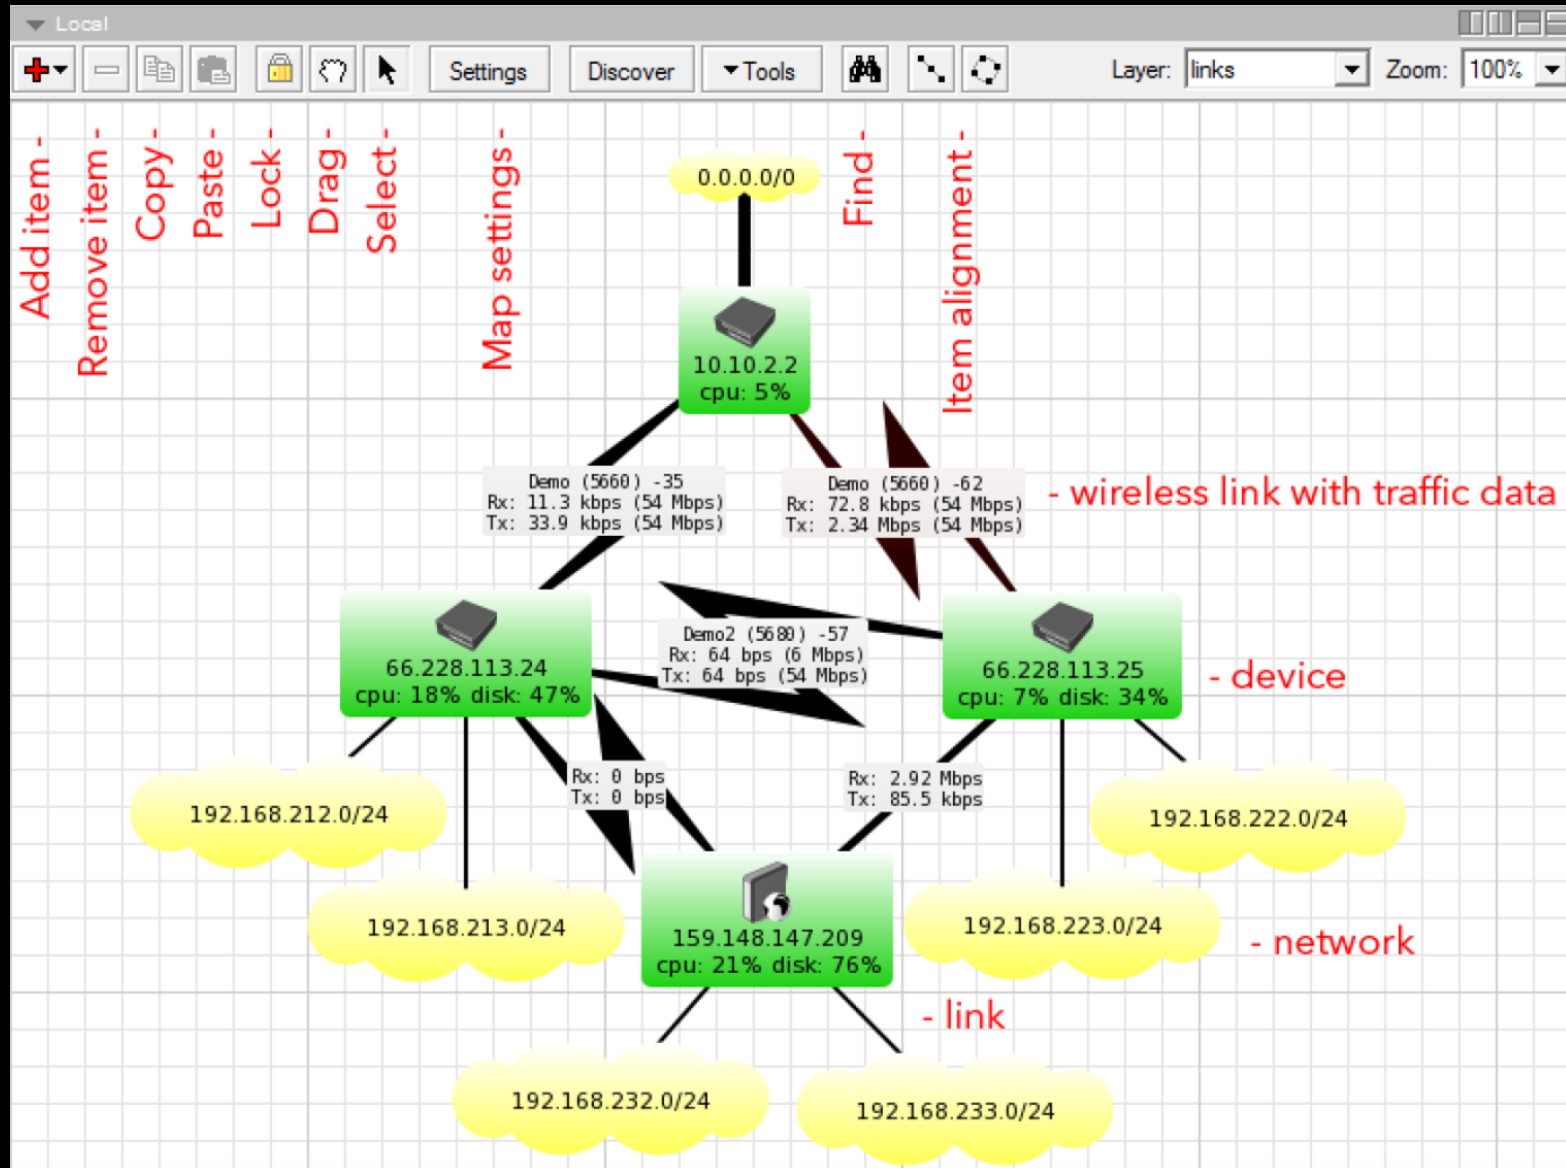 Local
Settings
Discover
Tools
Layer:
links
Zoom:
100%
Add item -
Remove item -
Copy -
Paste -
Lock -
Drag -
Select -
Map settings -
Find -
Item alignment -
0.0.0.0/0
10.10.2.2
cpu: 5%
Demo (5660) -35
Rx: 11.3 kbps (54 Mbps)
Tx: 33.9 kbps (54 Mbps)
Demo (5660) -62
Rx: 72.8 kbps (54 Mbps)
Tx: 2.34 Mbps (54 Mbps)
- wireless link with traffic data
66.228.113.24
cpu: 18% disk: 47%
Demo2 (5680) -57
Rx: 64 bps (6 Mbps)
Tx: 64 bps (54 Mbps)
66.228.113.25
cpu: 7% disk: 34%
- device
Rx: 0 bps
Tx: 0 bps
Rx: 2.92 Mbps
Tx: 85.5 kbps
192.168.212.0/24
192.168.222.0/24
192.168.213.0/24
159.148.147.209
cpu: 21% disk: 76%
192.168.223.0/24
- network
- link
192.168.232.0/24
192.168.233.0/24